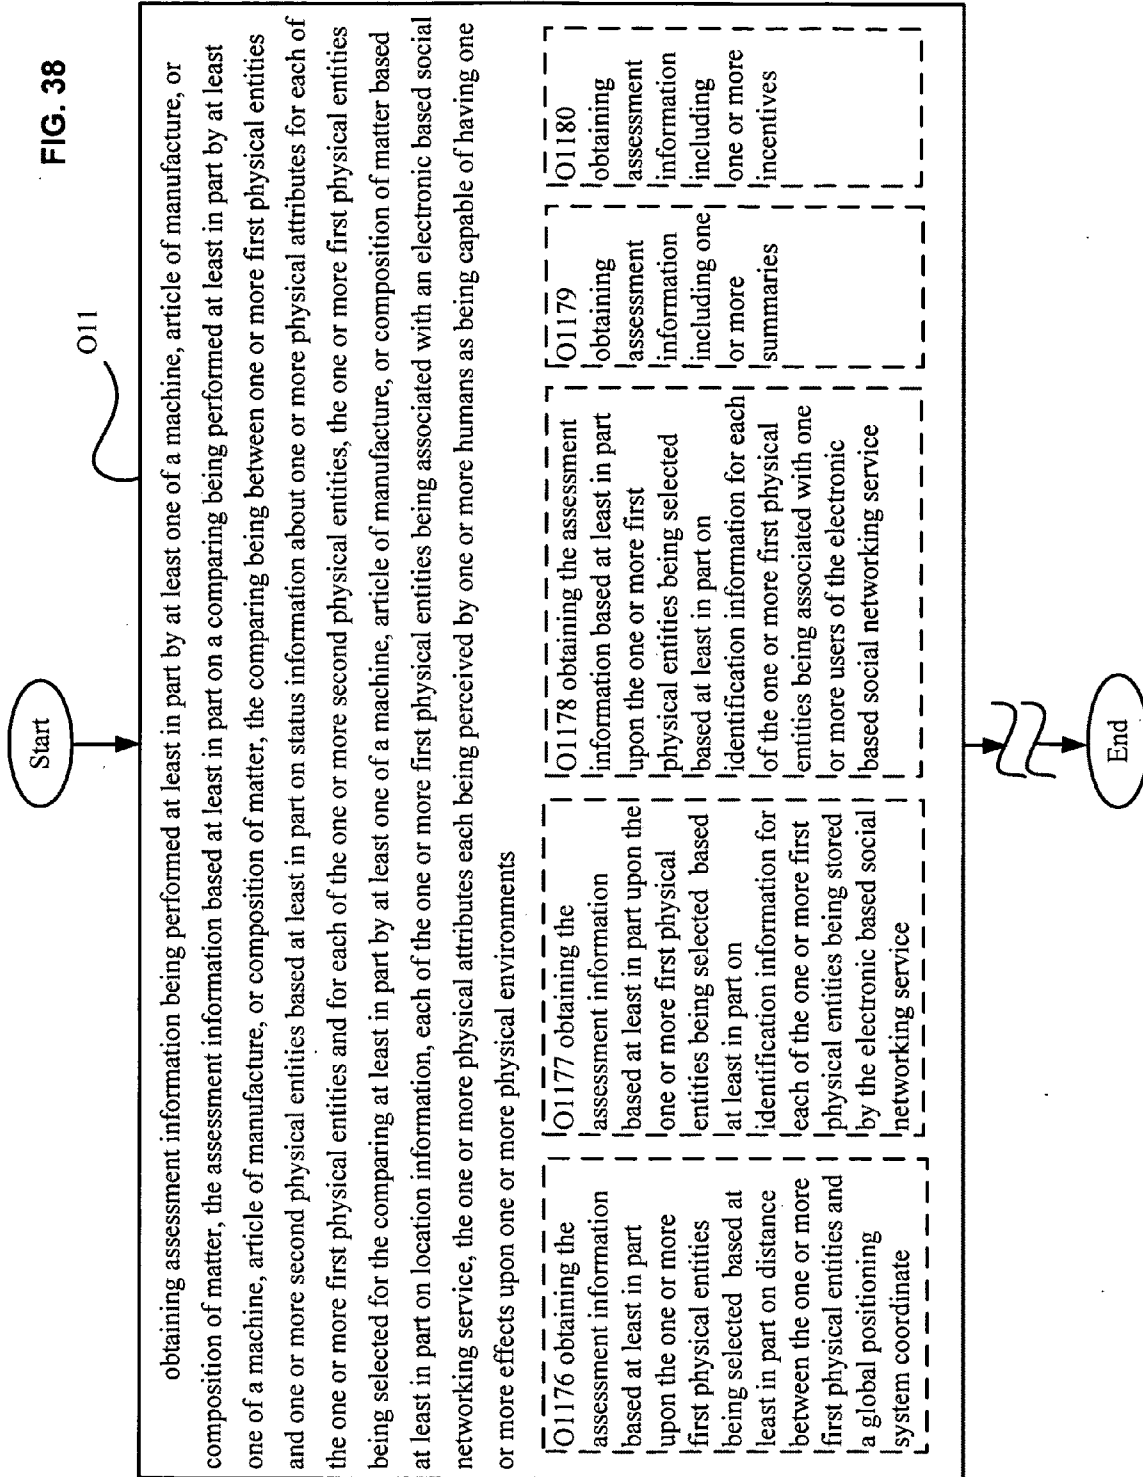 FIG. 38
Start
O11
obtaining assessment information being performed at least in part by at least one of a machine, article of manufacture, or
composition of matter, the assessment information based at least in part on a comparing being performed at least in part by at least
one of a machine, article of manufacture, or composition of matter, the comparing being between one or more first physical entities
and one or more second physical entities based at least in part on status information about one or more physical attributes for each of
the one or more first physical entities and for each of the one or more second physical entities, the one or more first physical entities
being selected for the comparing at least in part by at least one of a machine, article of manufacture, or composition of matter based
at least in part on location information, each of the one or more first physical entities being associated with an electronic based social
networking service, the one or more physical attributes each being perceived by one or more humans as being capable of having one
or more effects upon one or more physical environments
O1176 obtaining the
assessment information
based at least in part
upon the one or more
first physical entities
being selected based at
least in part on distance
between the one or more
first physical entities and
a global positioning
system coordinate
O1177 obtaining the
assessment information
based at least in part upon the
one or more first physical
entities being selected based
at least in part on
identification information for
each of the one or more first
physical entities being stored
by the electronic based social
networking service
O1178 obtaining the assessment
information based at least in part
upon the one or more first
physical entities being selected
based at least in part on
identification information for each
of the one or more first physical
entities being associated with one
or more users of the electronic
based social networking service
O1179
obtaining
assessment
information
including one
or more
summaries
O1180
obtaining
assessment
information
including
one or more
incentives
End